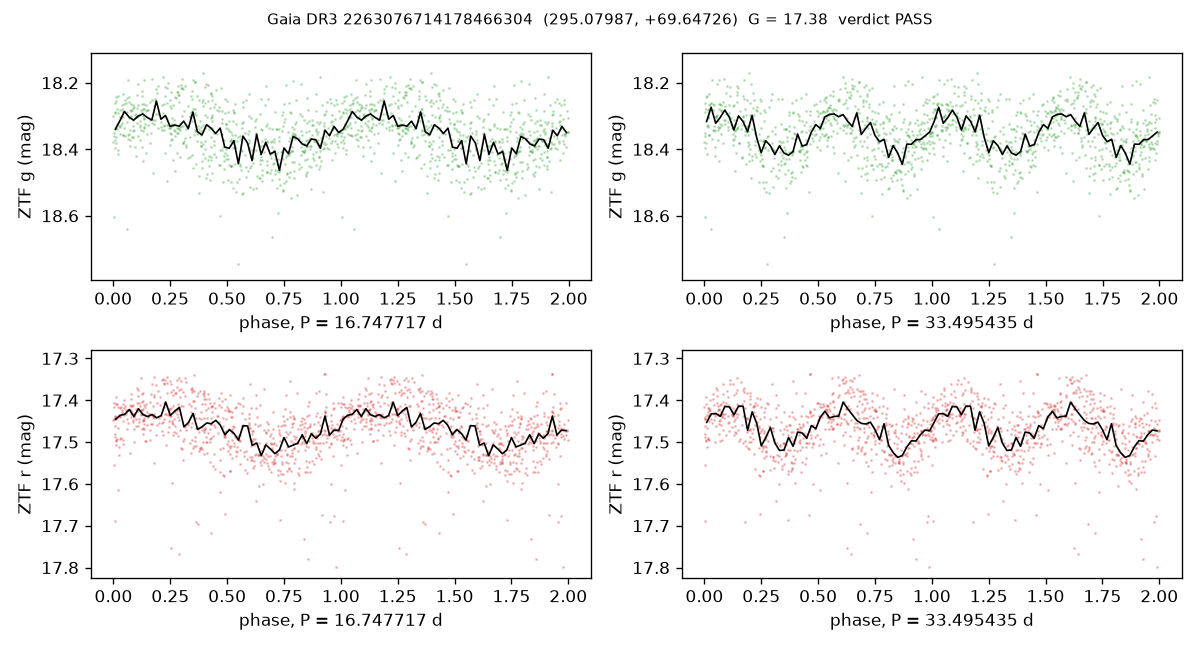 Gaia DR3 2263076714178466304 (295.07987, +69.64726) G = 17.38 verdict PASS
ZTF g (mag)
18.2
18.4
18.6
0.00 0.25 0.50 0.75 1.00 1.25 1.50 1.75 2.00
phase, P = 16.747717 d
ZTF g (mag)
18.2
18.4
18.6
0.00 0.25 0.50 0.75 1.00 1.25 1.50 1.75 2.00
phase, P = 33.495435 d
ZTF r (mag)
17.3
17.4
17.5
17.6
17.7
17.8
0.00 0.25 0.50 0.75 1.00 1.25 1.50 1.75 2.00
phase, P = 16.747717 d
ZTF r (mag)
17.3
17.4
17.5
17.6
17.7
17.8
0.00 0.25 0.50 0.75 1.00 1.25 1.50 1.75 2.00
phase, P = 33.495435 d